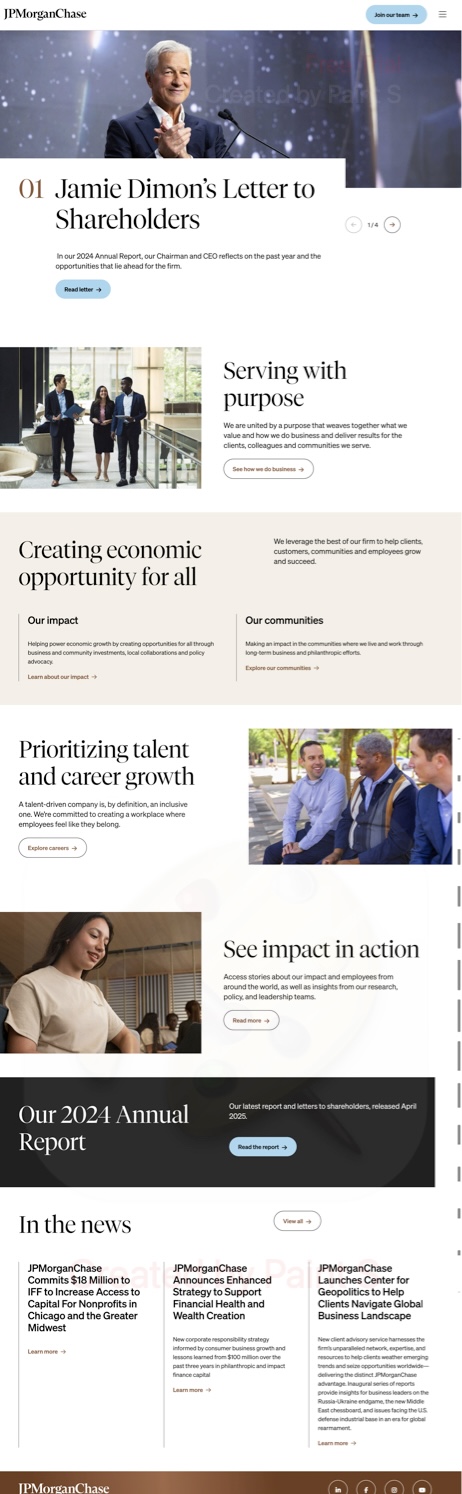 JPMorganChase
Join our team →
Created by Paint S
01 Jamie Dimon’s Letter to
Shareholders
1 / 4
In our 2024 Annual Report, our Chairman and CEO reflects on the past year and the
opportunities that lie ahead for the firm.
Read letter →
Serving with
purpose
We are united by a purpose that weaves together what we
value and how we do business and deliver results for the
clients, colleagues and communities we serve.
See how we do business →
Creating economic
opportunity for all
We leverage the best of our firm to help clients,
customers, communities and employees grow
and succeed.
Our impact
Helping power economic growth by creating opportunities for all through
business and community investments, local collaborations and policy
advocacy.
Learn about our impact →
Our communities
Making an impact in the communities where we live and work through
long-term business and philanthropic efforts.
Explore our communities →
Prioritizing talent
and career growth
A talent-driven company is, by definition, an inclusive
one. We’re committed to creating a workplace where
employees feel like they belong.
Explore careers →
See impact in action
Access stories about our impact and employees from
around the world, as well as insights from our research,
policy, and leadership teams.
Read more →
Our 2024 Annual
Report
Our latest report and letters to shareholders, released April
2025.
Read the report →
In the news
View all →
Created by Pa
JPMorganChase
Commits $18 Million to
IFF to Increase Access to
Capital For Nonprofits in
Chicago and the Greater
Midwest
Learn more →
JPMorganChase
Announces Enhanced
Strategy to Support
Financial Health and
Wealth Creation
New corporate responsibility strategy
informed by consumer business growth and
lessons learned from $100 million over the
past three years in philanthropic and impact
finance capital
Learn more →
JPMorganChase
Launches Center for
Geopolitics to Help
Clients Navigate Global
Business Landscape
New client advisory service harnesses the
firm’s unparalleled network, expertise, and
resources to help clients weather emerging
trends and seize opportunities worldwide—
delivering the distinct JPMorganChase
advantage. Inaugural series of reports
provide insights for business leaders on the
Russia-Ukraine endgame, the new Middle
East chessboard, and issues facing the U.S.
defense industrial base in an era for global
rearmament.
Learn more →
JPMorganChase